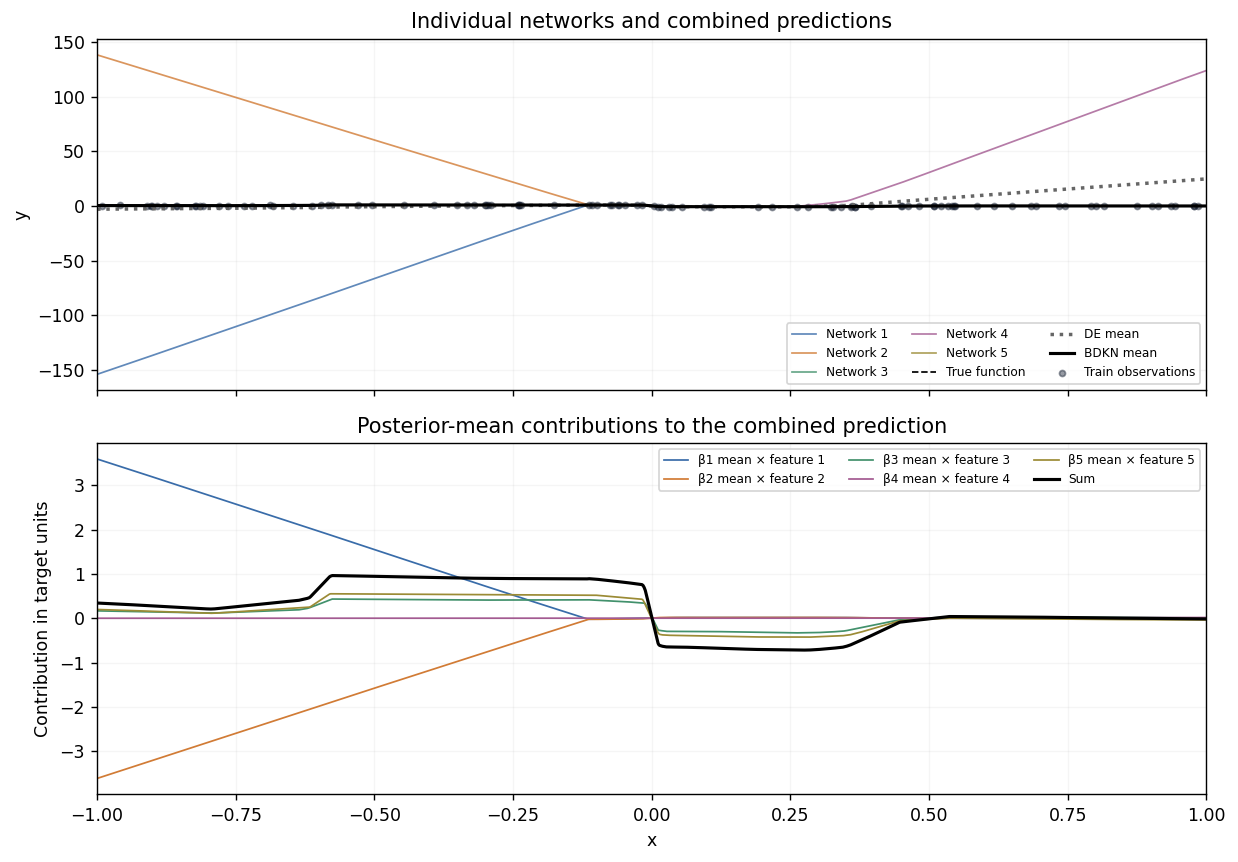 Individual networks and combined predictions
150
100
50
0
−50
−100
−150
y
Network 1 Network 4 DE mean
Network 2 Network 5 BDKN mean
Network 3 True function Train observations
Posterior-mean contributions to the combined prediction
β1 mean × feature 1 β3 mean × feature 3 β5 mean × feature 5
β2 mean × feature 2 β4 mean × feature 4 Sum
3
2
1
0
−1
−2
−3
Contribution in target units
−1.00 −0.75 −0.50 −0.25 0.00 0.25 0.50 0.75 1.00
x